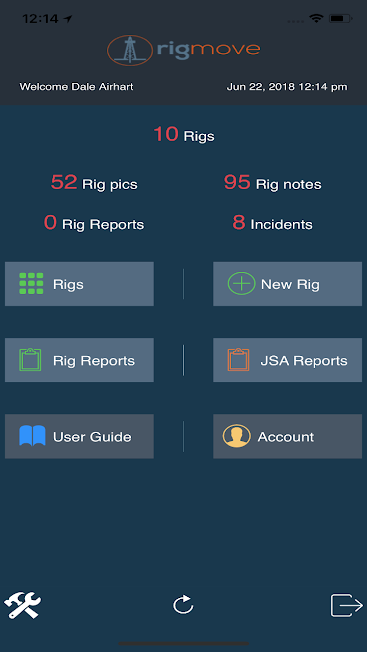 12:14
rigmove
Welcome Dale Airhart Jun 22, 2018 12:14 pm
10 Rigs
52 Rig pics 95 Rig notes
0 Rig Reports 8 Incidents
Rigs New Rig
Rig Reports JSA Reports
User Guide Account